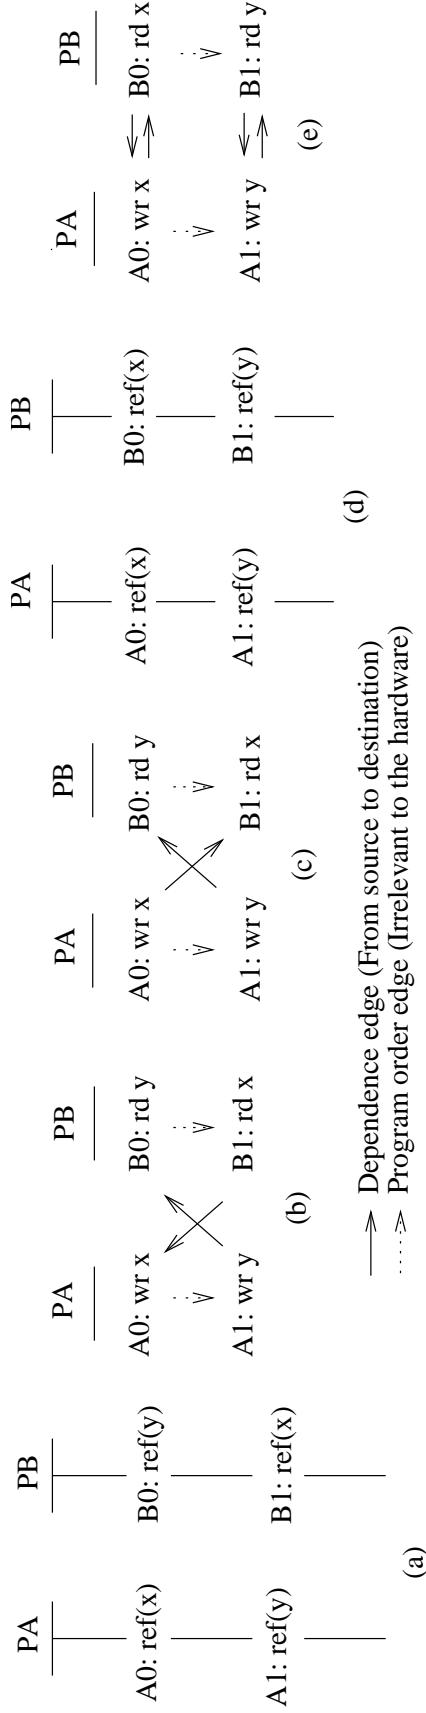 PA PB
A0: ref(x) B0: ref(y)
A1: ref(y) B1: ref(x)
(a)
PA PB
A0: wr x B0: rd y
A1: wr y B1: rd x
(b)
PA PB
A0: wr x B0: rd y
A1: wr y B1: rd x
(c)
PA PB
A0: ref(x) B0: ref(x)
A1: ref(y) B1: ref(y)
(d)
PA PB
A0: wr x B0: rd x
A1: wr y B1: rd y
(e)
Dependence edge (From source to destination)
Program order edge (Irrelevant to the hardware)